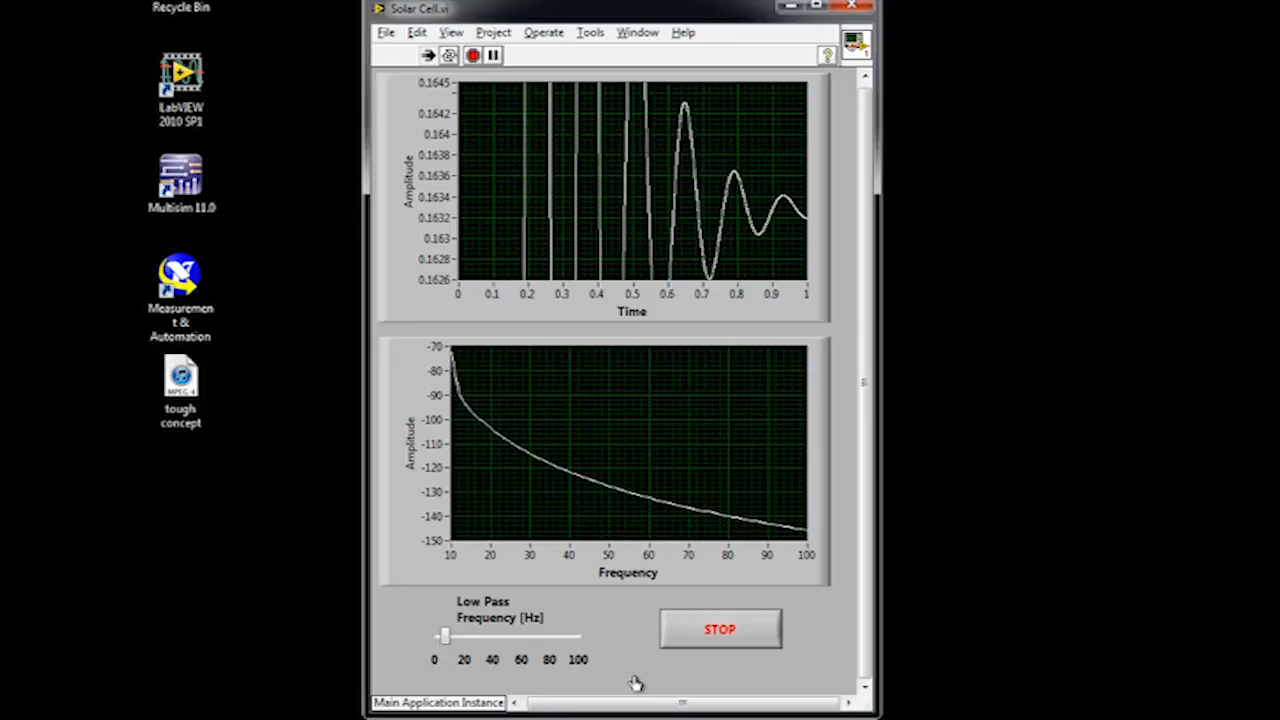 Recycle Bin
LabVIEW
2010 SP1
Multisim 11.0
Measuremen
t &
Automation
MPEG 4
tough
concept
Solar Cell.vi
File Edit View Project Operate Tools Window Help
?
1
0.1645
0.1642
0.164
0.1638
0.1636
0.1634
0.1632
0.163
0.1628
0.1626
Amplitude
0 0.1 0.2 0.3 0.4 0.5 0.6 0.7 0.8 0.9 1
Time
-70
-80
-90
-100
-110
-120
-130
-140
-150
Amplitude
10 20 30 40 50 60 70 80 90 100
Frequency
Low Pass
Frequency [Hz]
0 20 40 60 80 100
STOP
Main Application Instance